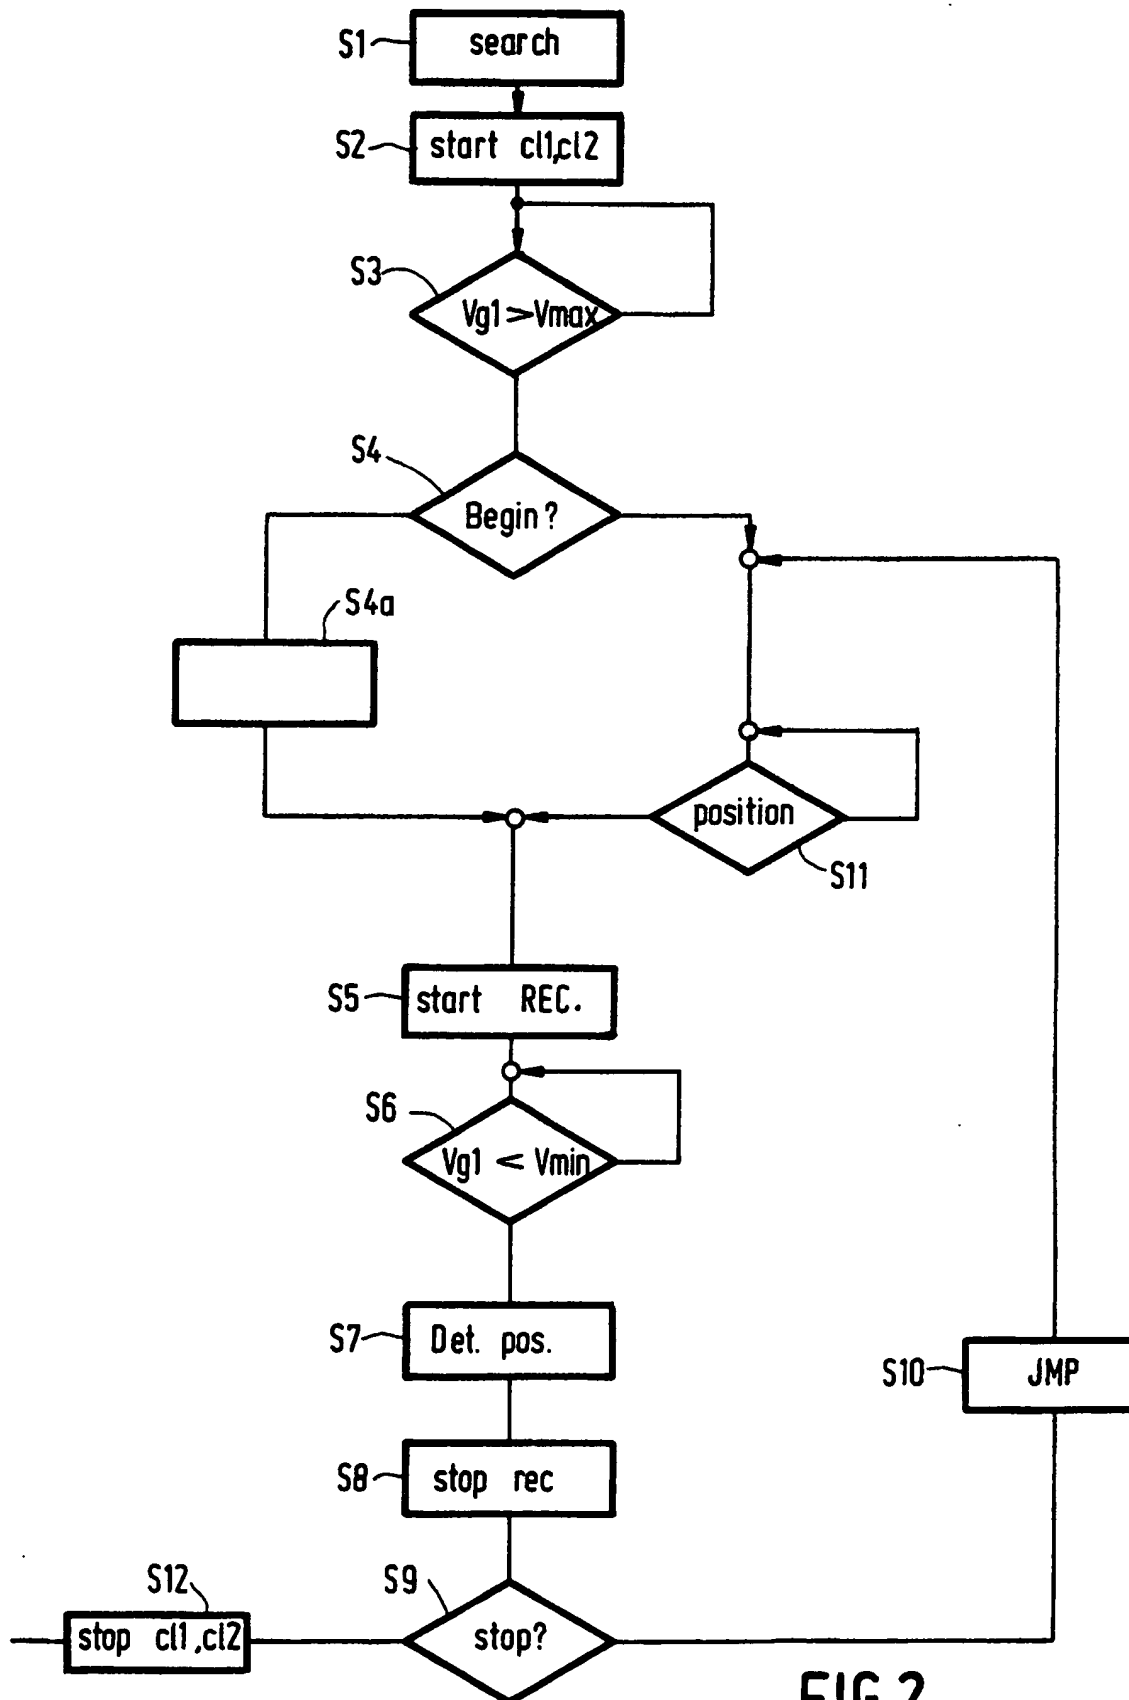 S1
search
S2
start cl1,cl2
S3
Vg1>Vmax
S4
Begin?
S4a
position
S11
S5
start REC.
S6
Vg1 < Vmin
S7
Det. pos.
S10
JMP
S8
stop rec
S12
S9
stop cl1,cl2
stop?
FIG.2